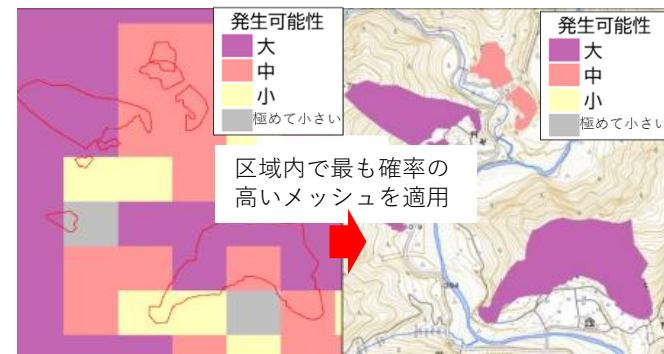 発生可能性
大
中
小
極めて小さい
発生可能性
大
中
小
極めて小さい
区域内で最も確率の
高いメッシュを適用